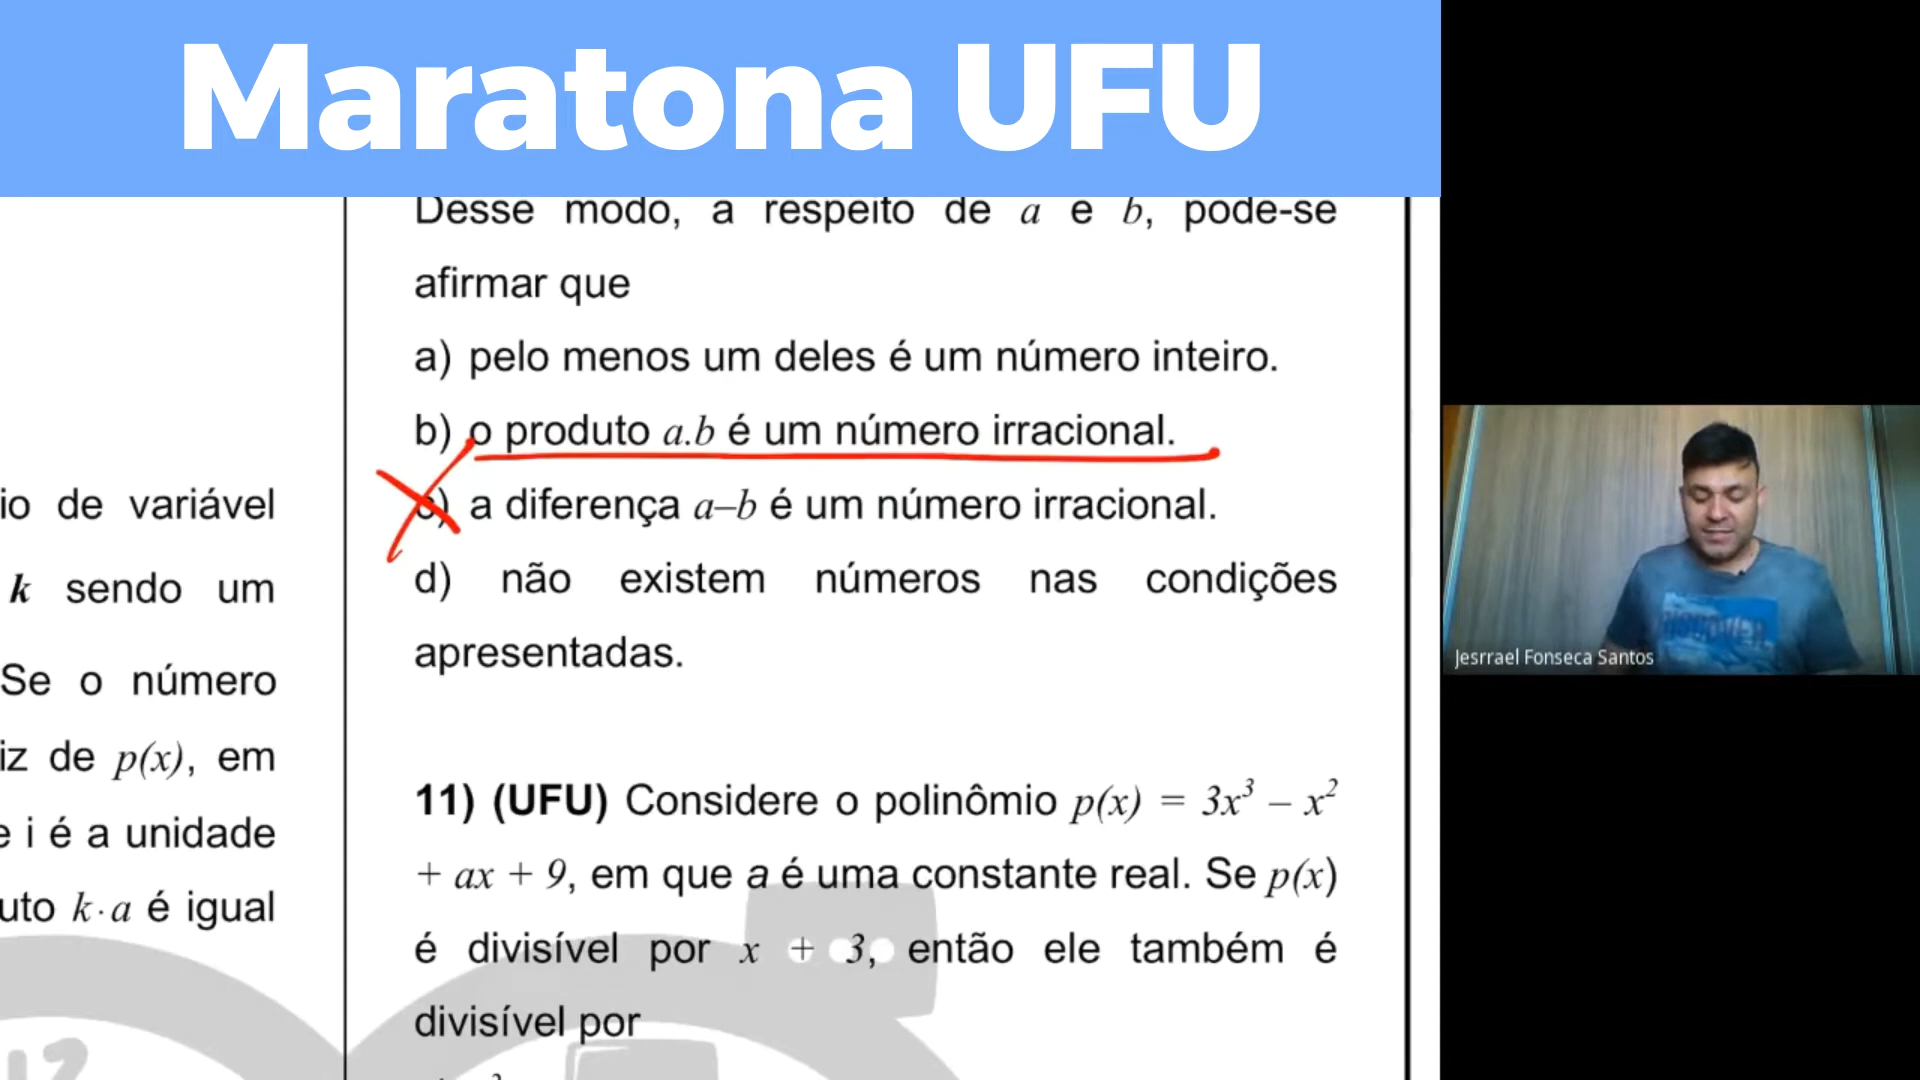 Maratona UFU
io de variável
k sendo um
Se o número
iz de p(x), em
e i é a unidade
uto k·a é igual
Desse modo, a respeito de a e b, pode-se
afirmar que
a) pelo menos um deles é um número inteiro.
b) o produto a.b é um número irracional.
c) a diferença a–b é um número irracional.
d) não existem números nas condições
apresentadas.
11) (UFU) Considere o polinômio p(x) = 3x³ – x²
+ ax + 9, em que a é uma constante real. Se p(x)
é divisível por x + 3, então ele também é
divisível por
Jesrrael Fonseca Santos